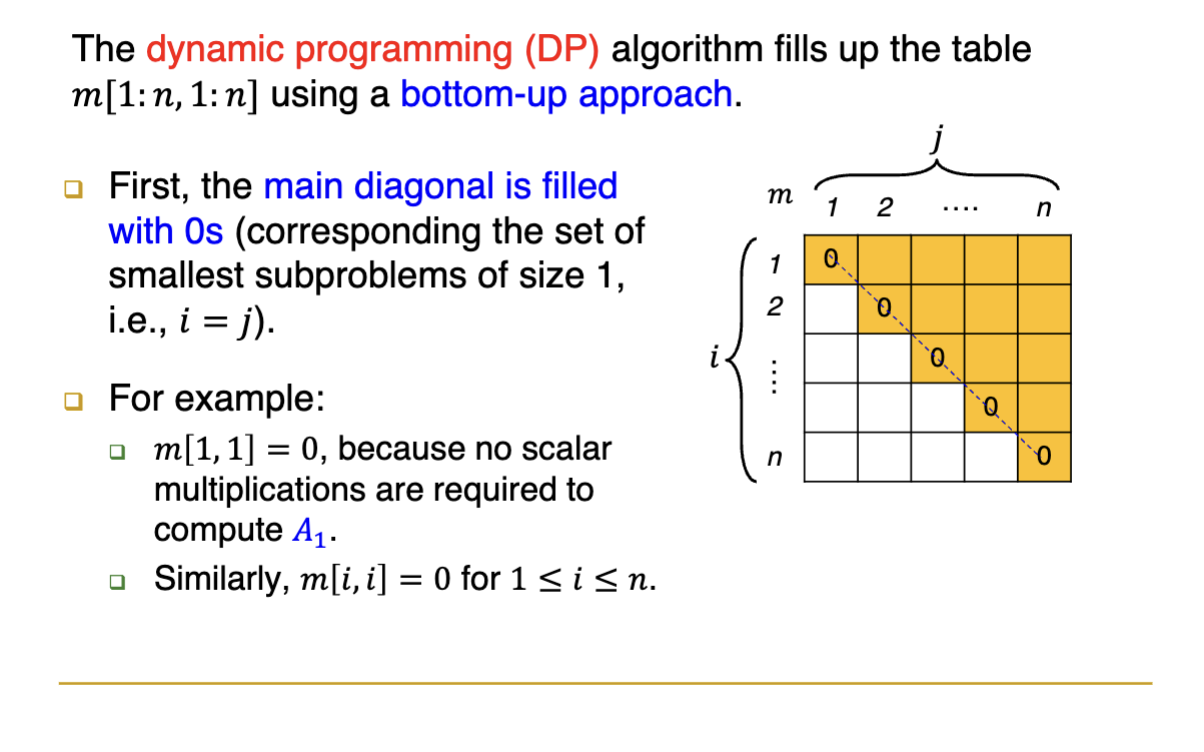 The dynamic programming (DP) algorithm fills up the table
m[1:n, 1:n] using a bottom-up approach.
First, the main diagonal is filled
with 0s (corresponding the set of
smallest subproblems of size 1,
i.e., i = j).
For example:
m[1, 1] = 0, because no scalar
multiplications are required to
compute A₁.
Similarly, m[i, i] = 0 for 1 ≤ i ≤ n.
j
m 1 2 .... n
1 0
2 0
i .... 0
0
n 0